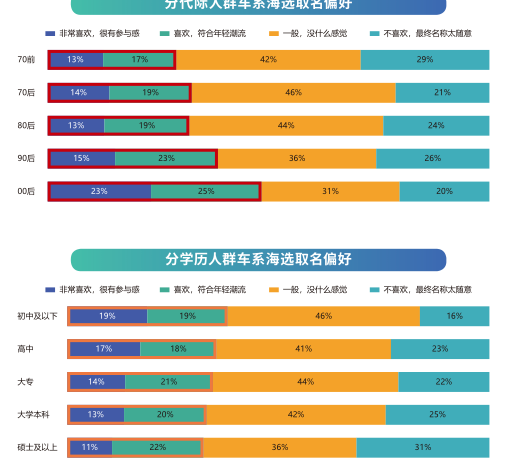 分代际人群车系海选取名偏好
非常喜欢，很有参与感 喜欢，符合年轻潮流 一般，没什么感觉 不喜欢，最终名称太随意
70前 13% 17% 42% 29%
70后 14% 19% 46% 21%
80后 13% 19% 44% 24%
90后 15% 23% 36% 26%
00后 23% 25% 31% 20%
分学历人群车系海选取名偏好
非常喜欢，很有参与感 喜欢，符合年轻潮流 一般，没什么感觉 不喜欢，最终名称太随意
初中及以下 19% 19% 46% 16%
高中 17% 18% 41% 23%
大专 14% 21% 44% 22%
大学本科 13% 20% 42% 25%
硕士及以上 11% 22% 36% 31%